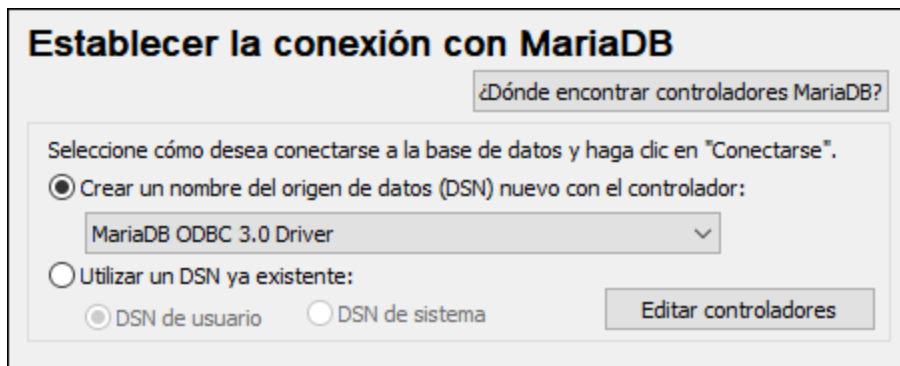 Establecer la conexión con MariaDB
¿Dónde encontrar controladores MariaDB?
Seleccione cómo desea conectarse a la base de datos y haga clic en "Conectarse".
Crear un nombre del origen de datos (DSN) nuevo con el controlador:
MariaDB ODBC 3.0 Driver
Utilizar un DSN ya existente:
DSN de usuario DSN de sistema Editar controladores